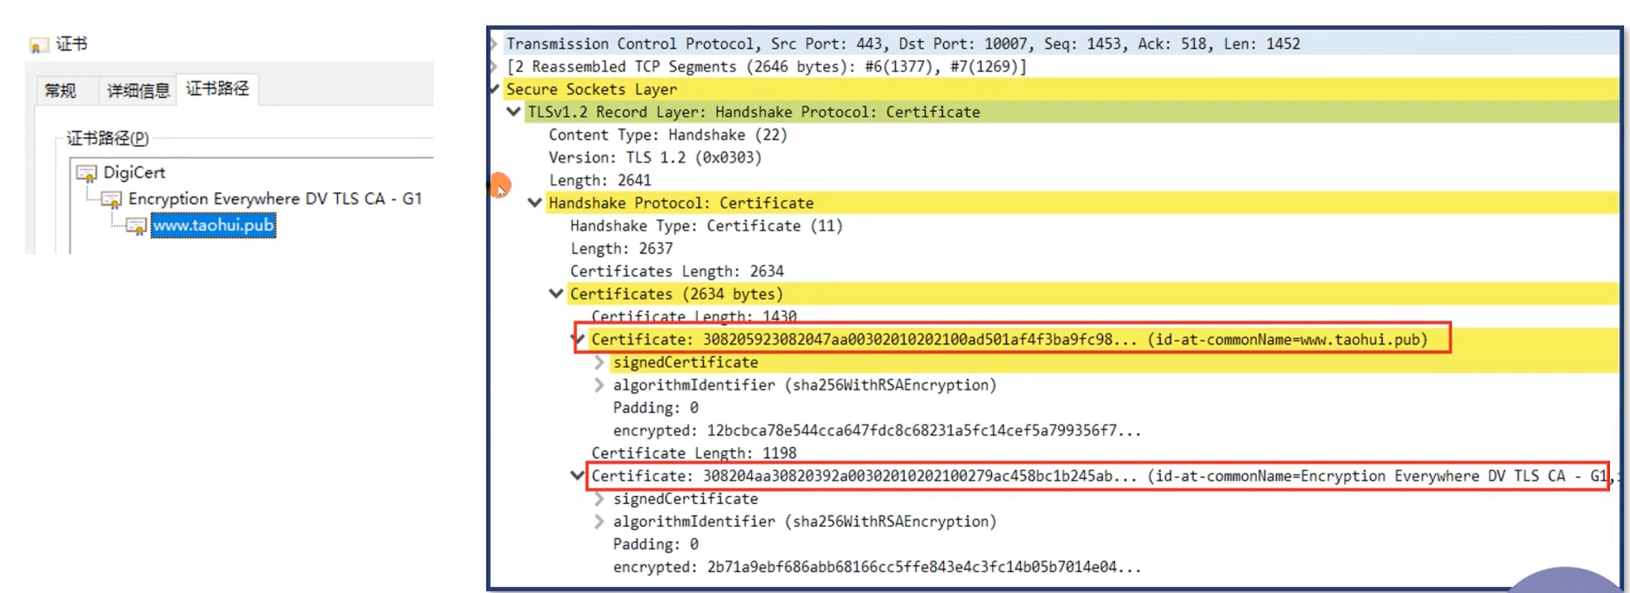 证书
常规 详细信息 证书路径
证书路径(P)
DigiCert
Encryption Everywhere DV TLS CA - G1
www.taohui.pub
Transmission Control Protocol, Src Port: 443, Dst Port: 10007, Seq: 1453, Ack: 518, Len: 1452
[2 Reassembled TCP Segments (2646 bytes): #6(1377), #7(1269)]
Secure Sockets Layer
TLSv1.2 Record Layer: Handshake Protocol: Certificate
Content Type: Handshake (22)
Version: TLS 1.2 (0x0303)
Length: 2641
Handshake Protocol: Certificate
Handshake Type: Certificate (11)
Length: 2637
Certificates Length: 2634
Certificates (2634 bytes)
Certificate Length: 1430
Certificate: 308205923082047aa00302010202100ad501af4f3ba9fc98... (id-at-commonName=www.taohui.pub)
signedCertificate
algorithmIdentifier (sha256WithRSAEncryption)
Padding: 0
encrypted: 12bcbca78e544cca647fdc8c68231a5fc14cef5a799356f7...
Certificate Length: 1198
Certificate: 308204aa30820392a00302010202100279ac458bc1b245ab... (id-at-commonName=Encryption Everywhere DV TLS CA - G1,
signedCertificate
algorithmIdentifier (sha256WithRSAEncryption)
Padding: 0
encrypted: 2b71a9ebf686abb68166cc5ffe843e4c3fc14b05b7014e04...